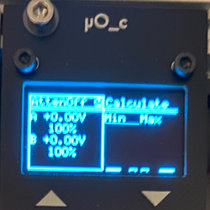 µO_c
AttenOff Calculate
A +0.00V Min Max
100%
B +0.00V
100%